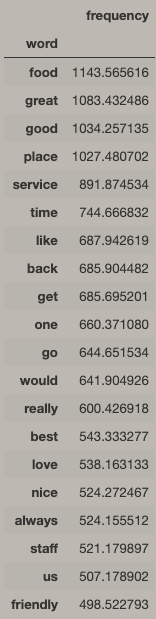 frequency
word
food 1143.565616
great 1083.432486
good 1034.257135
place 1027.480702
service 891.874534
time 744.666832
like 687.942619
back 685.904482
get 685.695201
one 660.371080
go 644.651534
would 641.904926
really 600.426918
best 543.333277
love 538.163133
nice 524.272467
always 524.155512
staff 521.179897
us 507.178902
friendly 498.522793